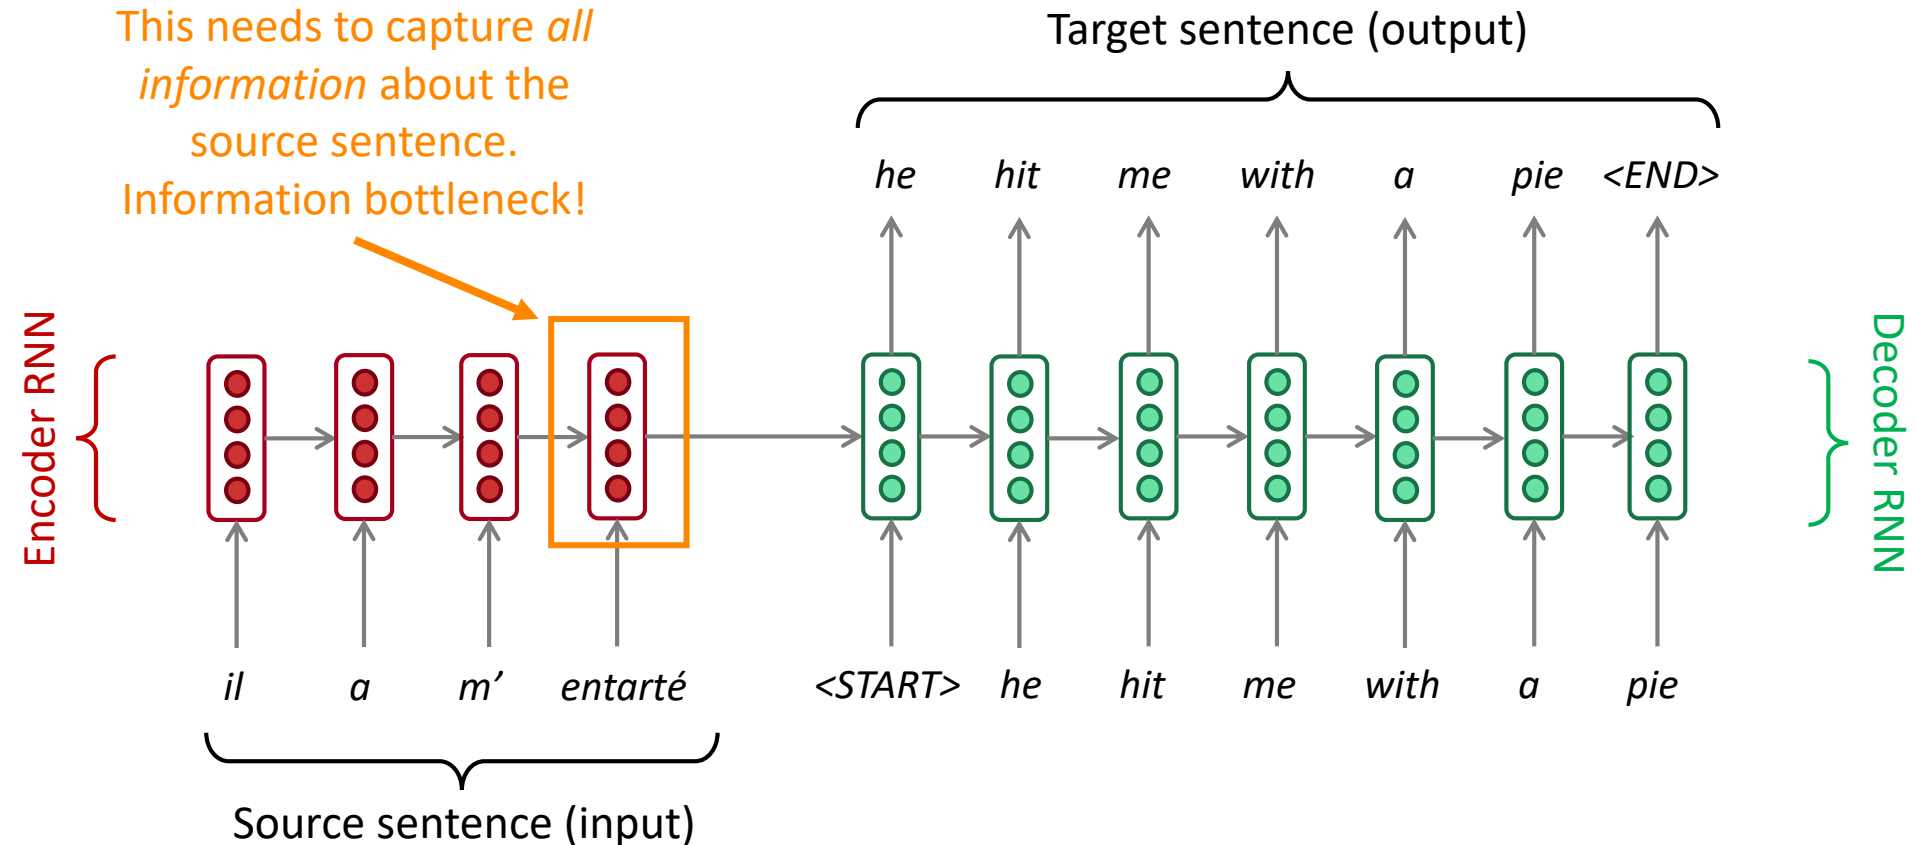 This needs to capture all
information about the
source sentence.
Information bottleneck!
Target sentence (output)
he hit me with a pie <END>
Encoder RNN
Decoder RNN
il a m’ entarté
<START> he hit me with a pie
Source sentence (input)